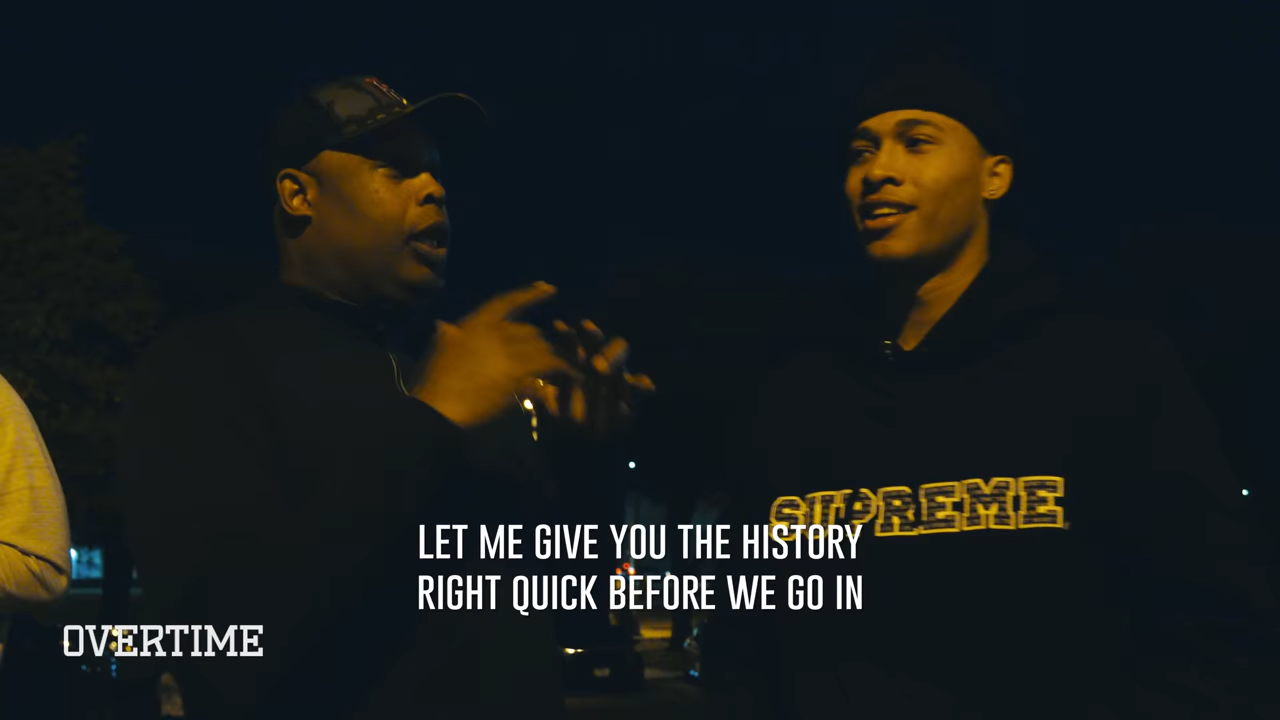 SUPREME
LET ME GIVE YOU THE HISTORY
RIGHT QUICK BEFORE WE GO IN
OVERTIME